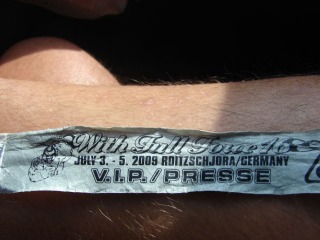 With Full Force 16
JULY 3. - 5. 2009 ROITZSCHJORA/GERMANY
V.I.P./PRESSE